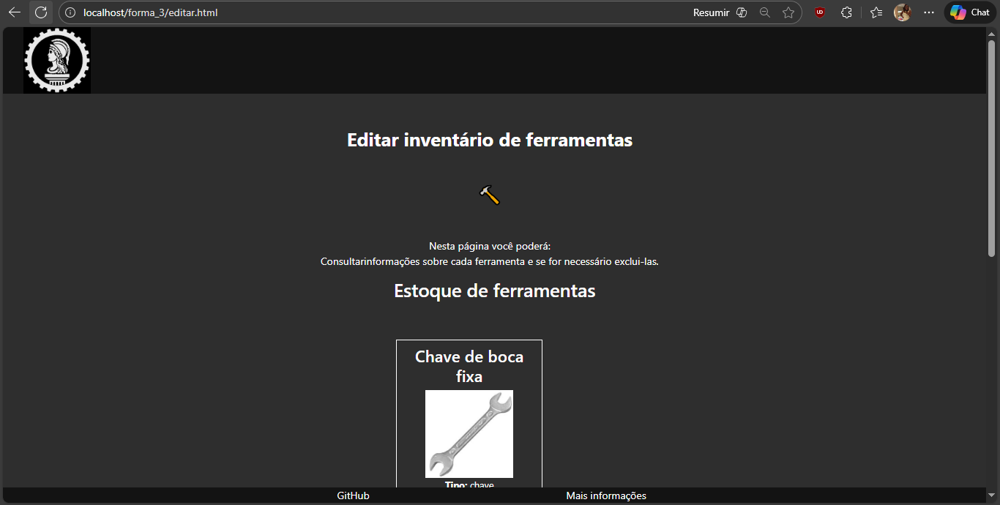 localhost/forma_3/editar.html
Resumir
Chat
Editar inventário de ferramentas
Nesta página você poderá:
Consultarinformações sobre cada ferramenta e se for necessário exclui-las.
Estoque de ferramentas
Chave de boca
fixa
Tipo: chave
GitHub
Mais informações